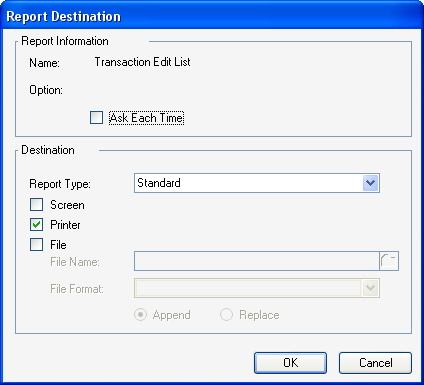 Report Destination
Report Information
Name: Transaction Edit List
Option:
Ask Each Time
Destination
Report Type: Standard
Screen
Printer
File
File Name:
File Format:
Append Replace
OK Cancel